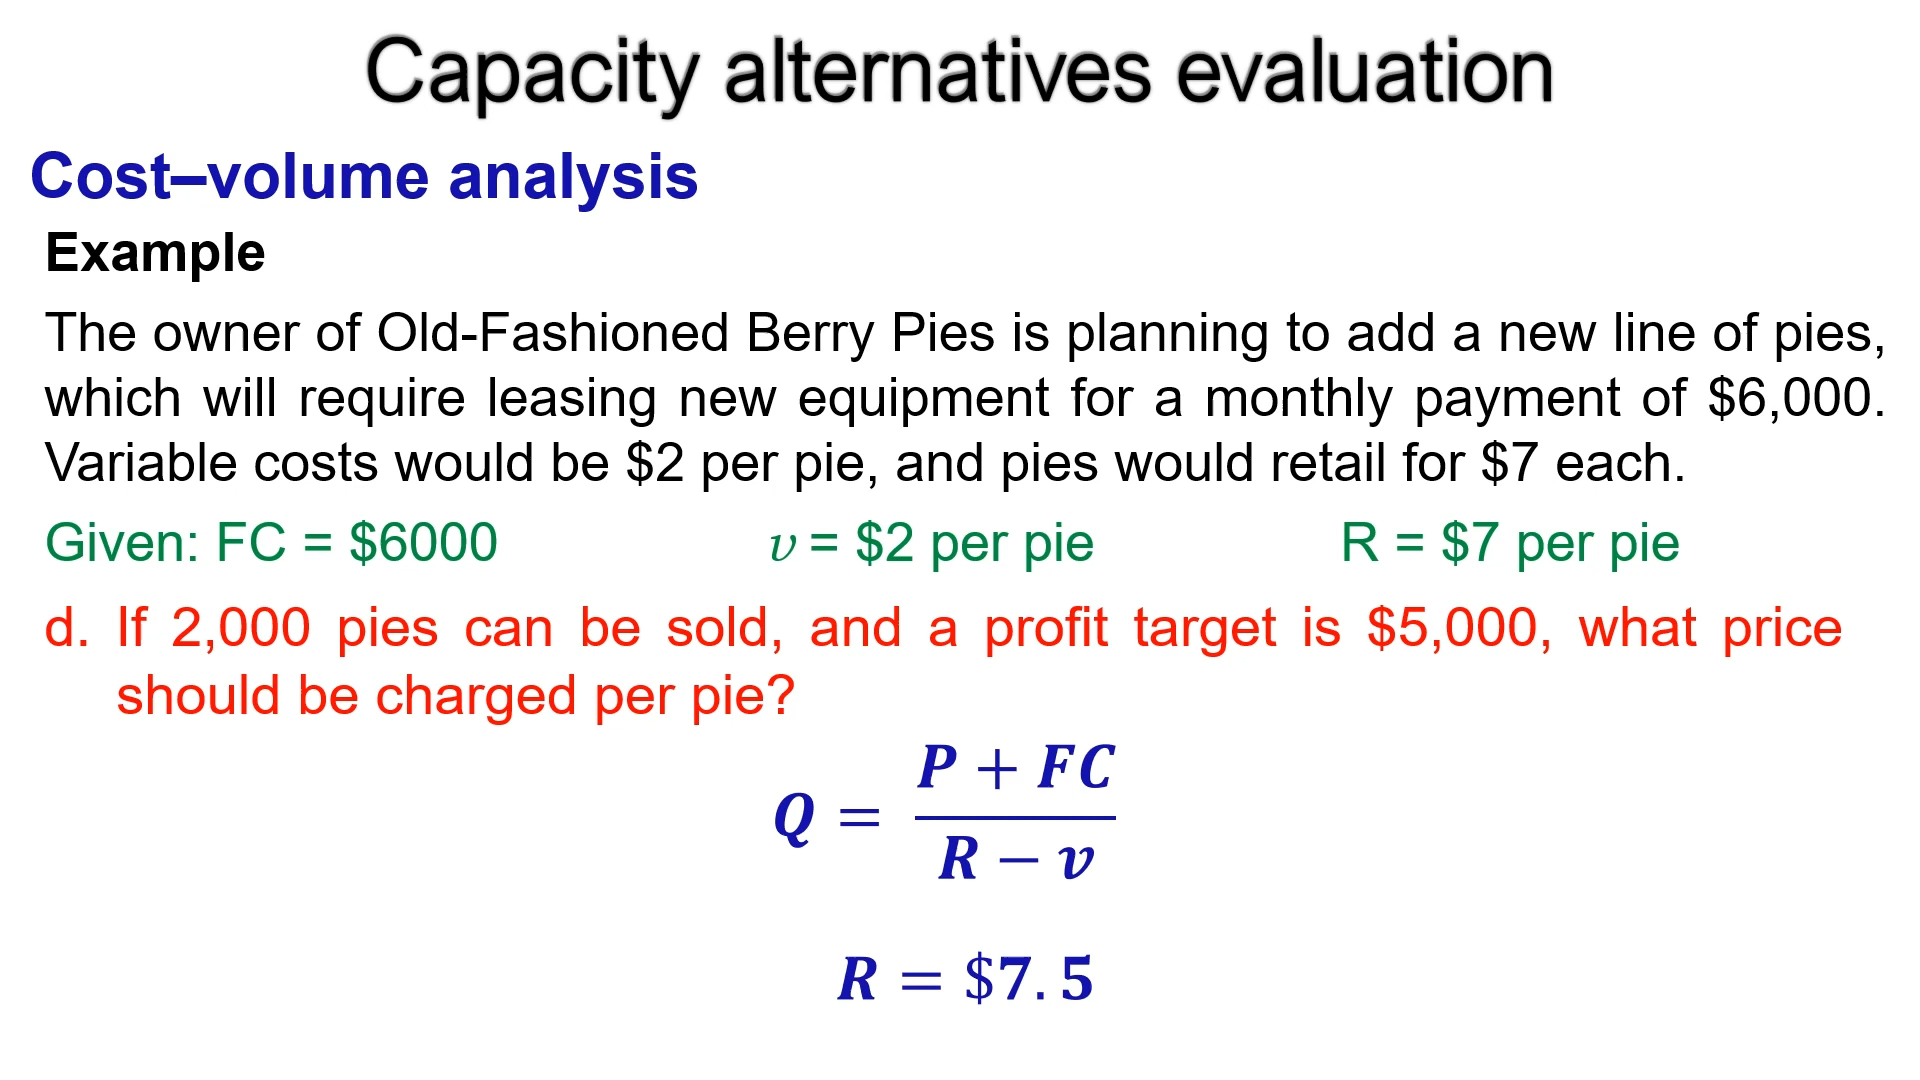 Capacity alternatives evaluation
Cost–volume analysis
Example
The owner of Old-Fashioned Berry Pies is planning to add a new line of pies,
which will require leasing new equipment for a monthly payment of $6,000.
Variable costs would be $2 per pie, and pies would retail for $7 each.
Given: FC = $6000 v = $2 per pie R = $7 per pie
d. If 2,000 pies can be sold, and a profit target is $5,000, what price
should be charged per pie?
Q = (P + FC) / (R − v)
R = $7.5